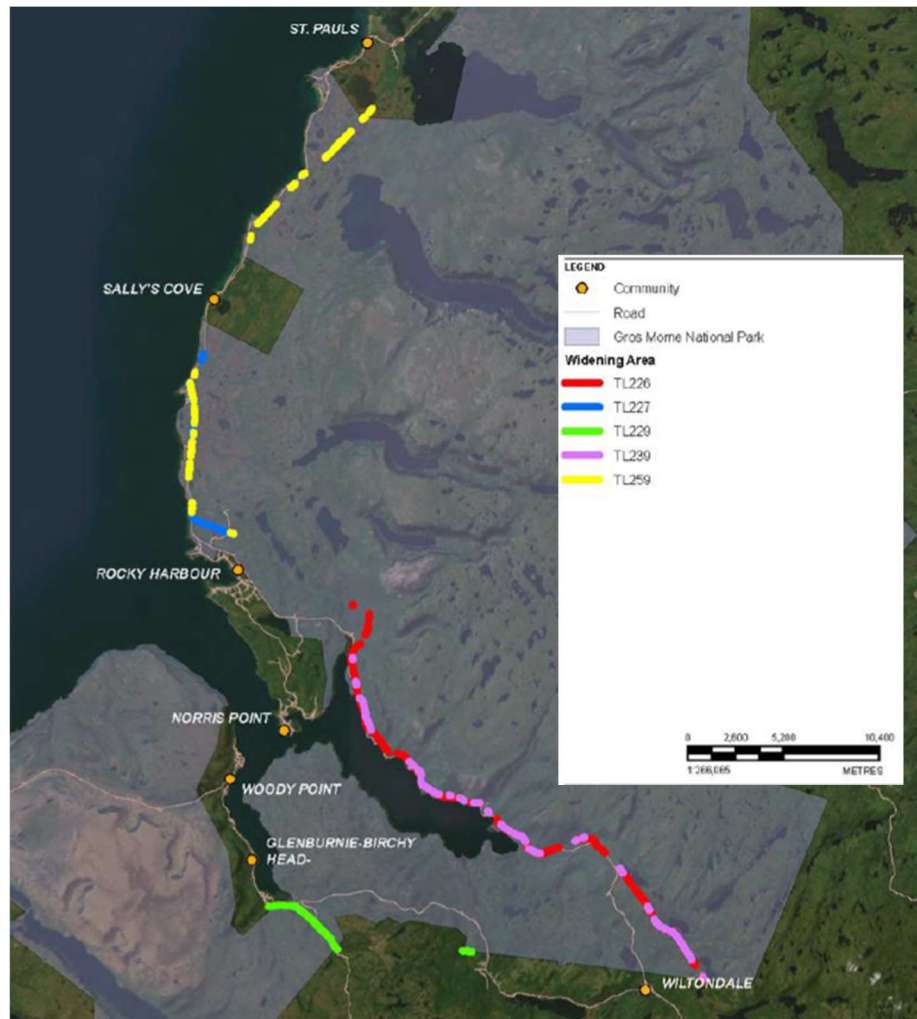 ST. PAULS
SALLY'S COVE
ROCKY HARBOUR
NORRIS POINT
WOODY POINT
GLENBURNIE-BIRCHY
HEAD-
WILTONDALE
LEGEND
Community
Road
Gros Morne National Park
Widening Area
TL226
TL227
TL229
TL239
TL259
0 2,600 5,200 10,400
METRES